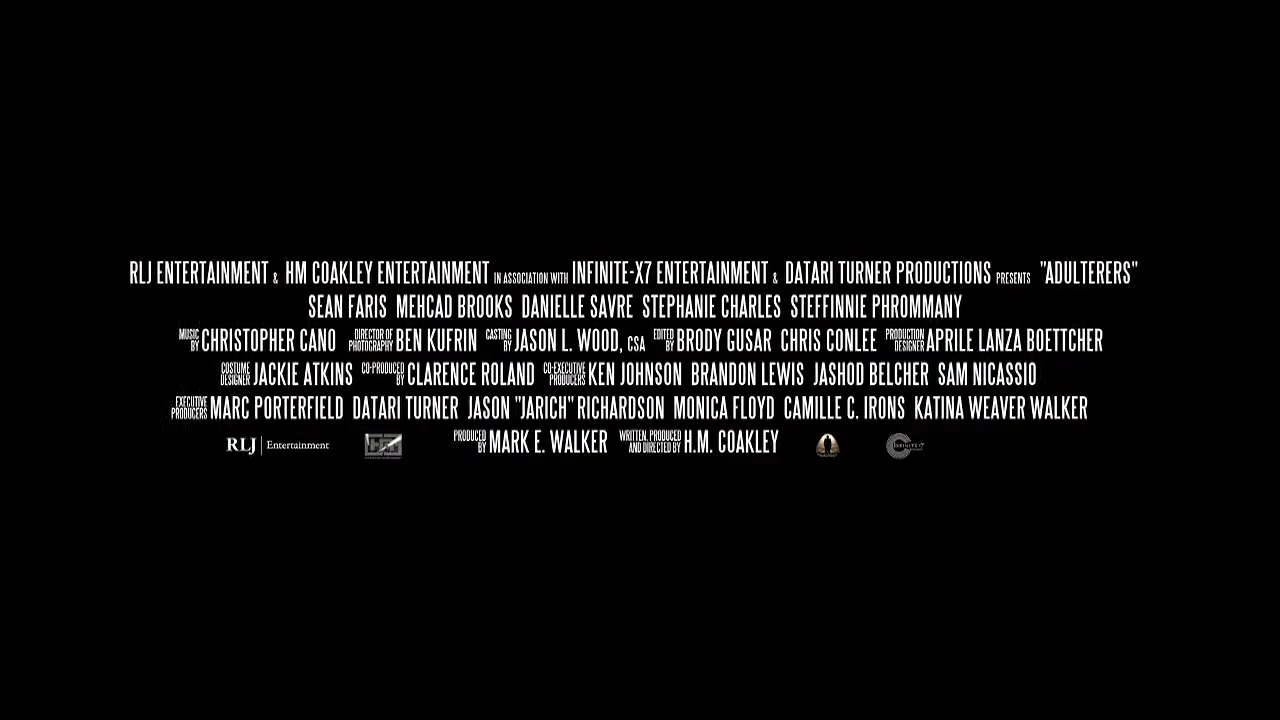 RLJ ENTERTAINMENT & HM COAKLEY ENTERTAINMENT IN ASSOCIATION WITH INFINITE-X7 ENTERTAINMENT & DATARI TURNER PRODUCTIONS PRESENTS "ADULTERERS"
SEAN FARIS MEHCAD BROOKS DANIELLE SAVRE STEPHANIE CHARLES STEFFINNIE PHROMMANY
MUSIC BY CHRISTOPHER CANO DIRECTOR OF PHOTOGRAPHY BEN KUFRIN CASTING BY JASON L. WOOD, CSA EDITED BY BRODY GUSAR CHRIS CONLEE PRODUCTION DESIGNER APRILE LANZA BOETTCHER
COSTUME DESIGNER JACKIE ATKINS CO-PRODUCED BY CLARENCE ROLAND CO-EXECUTIVE PRODUCERS KEN JOHNSON BRANDON LEWIS JASHOD BELCHER SAM NICASSIO
EXECUTIVE PRODUCERS MARC PORTERFIELD DATARI TURNER JASON "JARICH" RICHARDSON MONICA FLOYD CAMILLE C. IRONS KATINA WEAVER WALKER
RLJ Entertainment PRODUCED BY MARK E. WALKER WRITTEN, PRODUCED AND DIRECTED BY H.M. COAKLEY